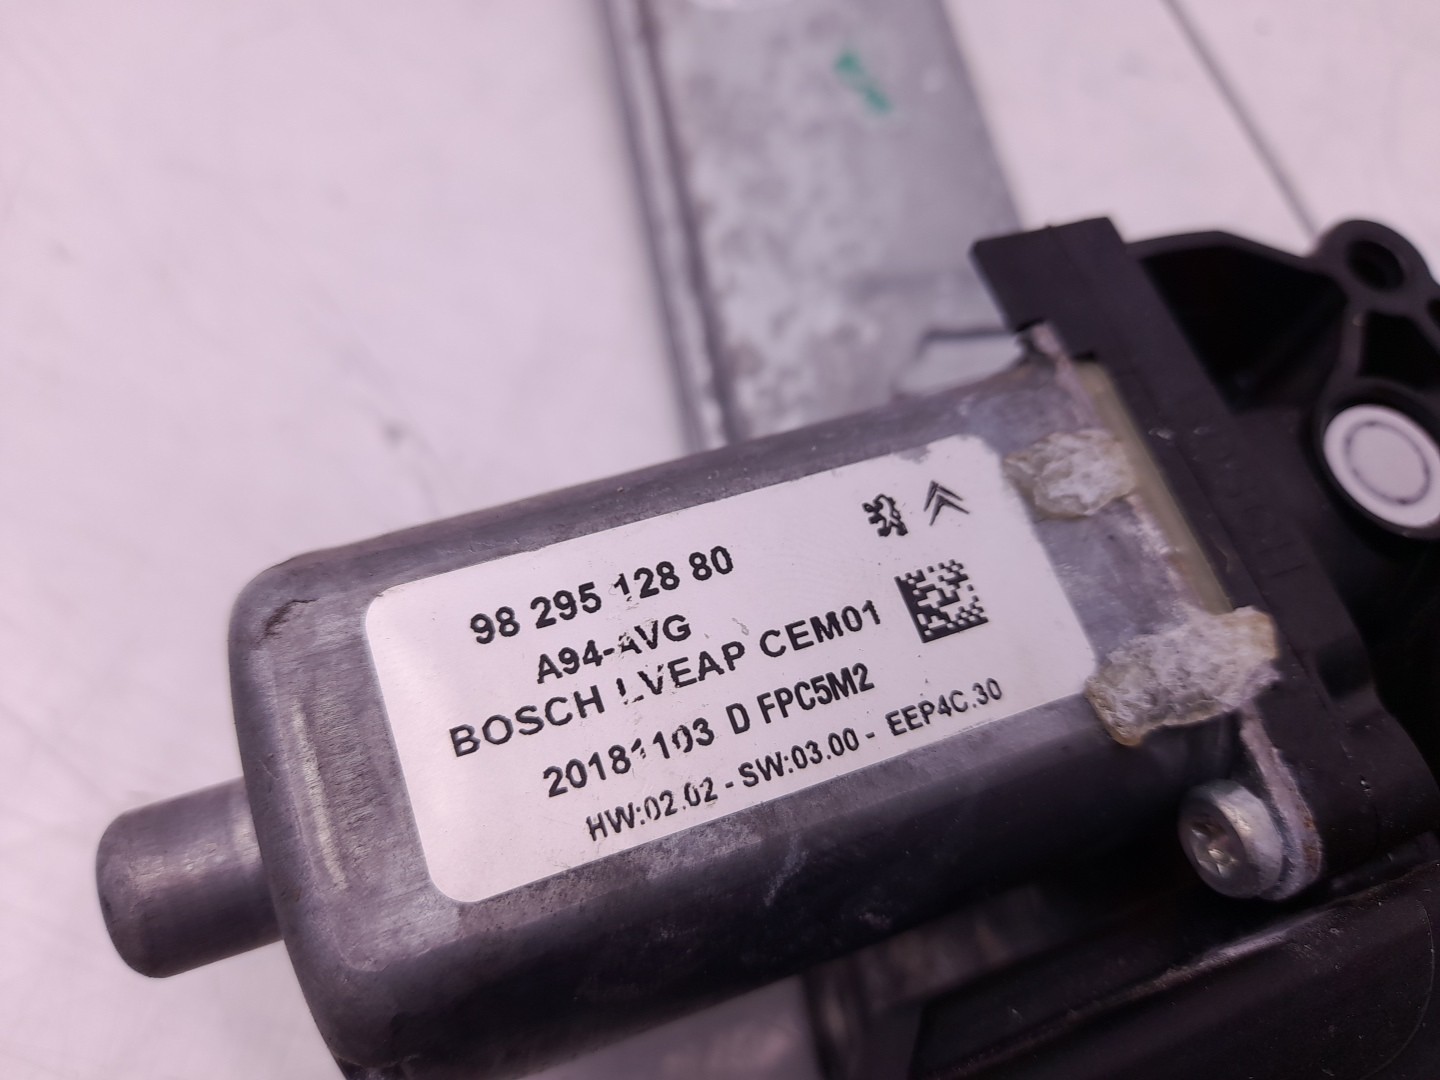 98 295 128 80
A94-AVG
BOSCH LVEAP CEM01
20181103 D FPC5M2
HW:02.02 - SW:03.00 - EEP4C.30